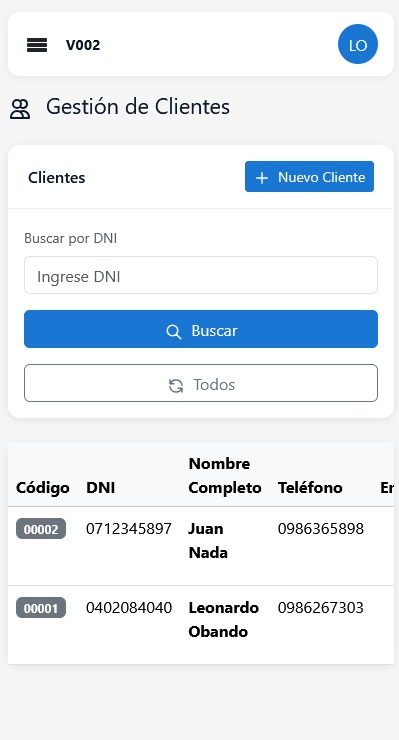 V002
LO
Gestión de Clientes
Clientes
Nuevo Cliente
Buscar por DNI
Ingrese DNI
Buscar
Todos
Código DNI Nombre Completo Teléfono
00002 0712345897 Juan Nada 0986365898
00001 0402084040 Leonardo Obando 0986267303